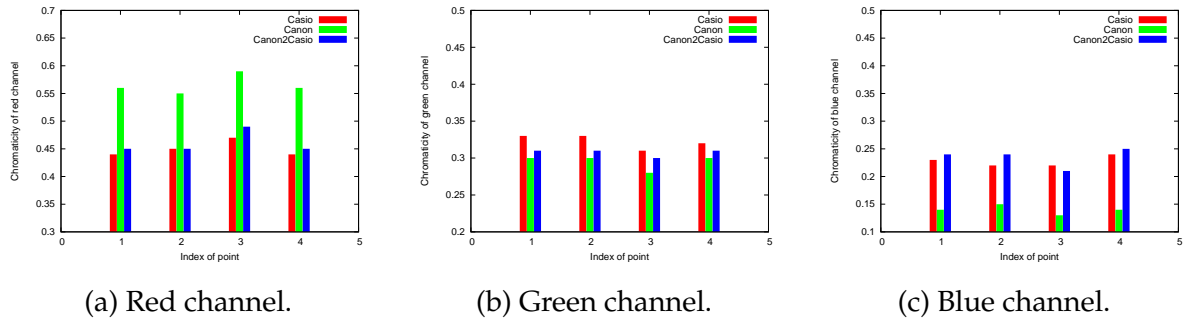 0.7
0.65
0.6
0.55
0.5
0.45
0.4
0.35
0.3
0 1 2 3 4 5
Chromaticity of red channel
Index of point
Casio
Canon
Canon2Casio
(a) Red channel.
0.5
0.45
0.4
0.35
0.3
0.25
0.2
0 1 2 3 4 5
Chromaticity of green channel
Index of point
Casio
Canon
Canon2Casio
(b) Green channel.
0.5
0.45
0.4
0.35
0.3
0.25
0.2
0.15
0.1
0 1 2 3 4 5
Chromaticity of blue channel
Index of point
Casio
Canon
Canon2Casio
(c) Blue channel.